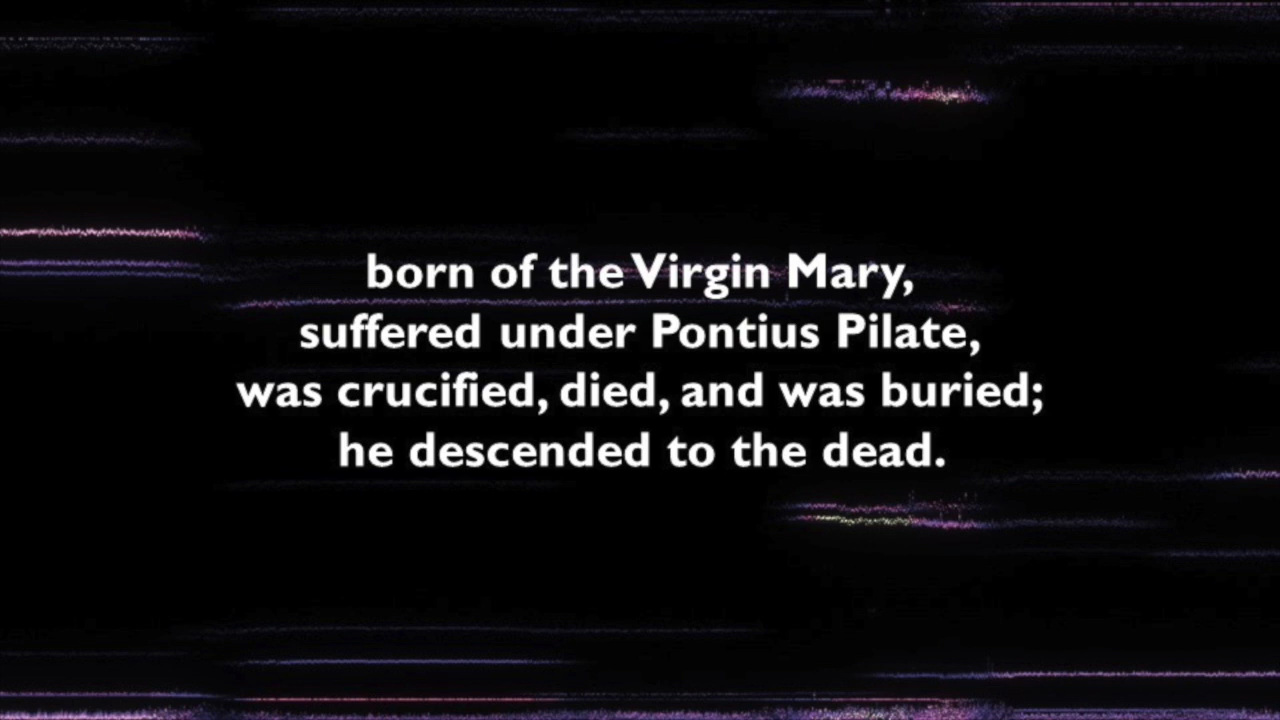 born of the Virgin Mary,
suffered under Pontius Pilate,
was crucified, died, and was buried;
he descended to the dead.